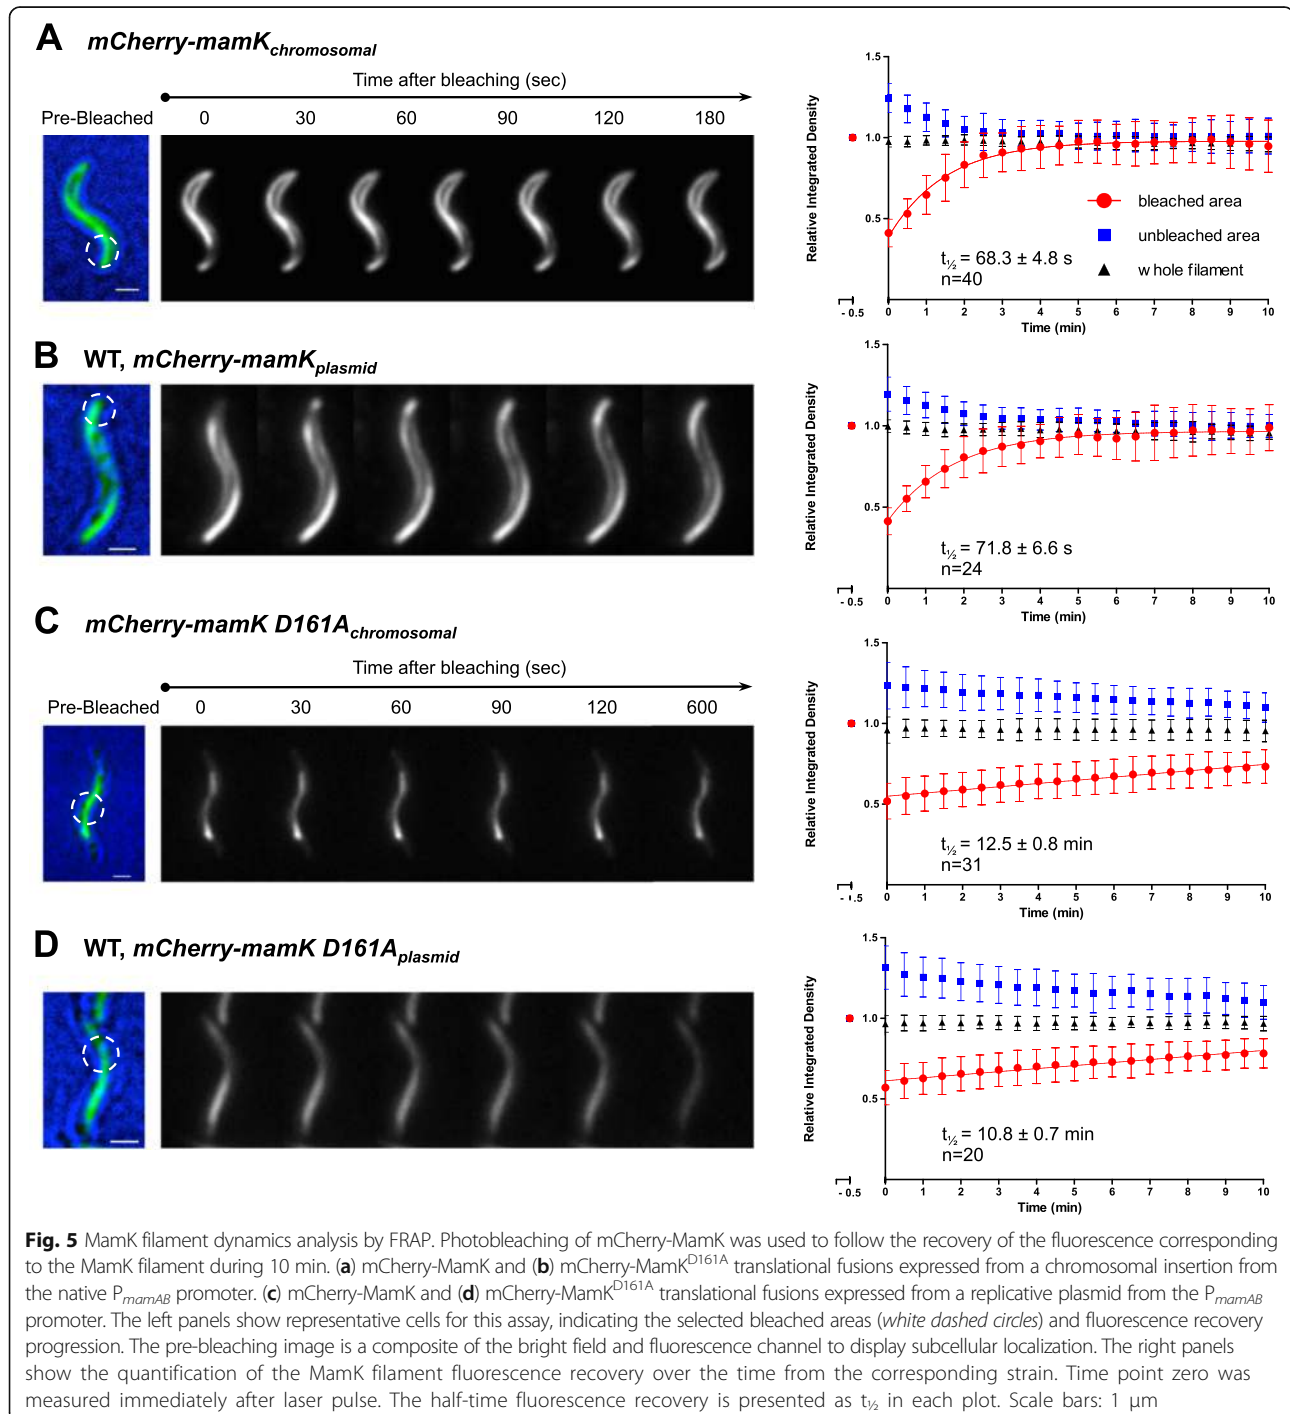 A mCherry-mamK chromosomal
Time after bleaching (sec)
Pre-Bleached 0 30 60 90 120 180
Relative Integrated Density
1.5
1.0
0.5
bleached area
unbleached area
whole filament
t½ = 68.3 ± 4.8 s
n=40
- 0.5 0 1 2 3 4 5 6 7 8 9 10
Time (min)
B WT, mCherry-mamK plasmid
Relative Integrated Density
1.5
1.0
0.5
t½ = 71.8 ± 6.6 s
n=24
- 0.5 0 1 2 3 4 5 6 7 8 9 10
Time (min)
C mCherry-mamK D161A chromosomal
Time after bleaching (sec)
Pre-Bleached 0 30 60 90 120 600
Relative Integrated Density
1.5
1.0
0.5
t½ = 12.5 ± 0.8 min
n=31
0 1 2 3 4 5 6 7 8 9 10
Time (min)
D WT, mCherry-mamK D161A plasmid
Relative Integrated Density
1.5
1.0
0.5
t½ = 10.8 ± 0.7 min
n=20
- 0.5 0 1 2 3 4 5 6 7 8 9 10
Time (min)
Fig. 5 MamK filament dynamics analysis by FRAP. Photobleaching of mCherry-MamK was used to follow the recovery of the fluorescence corresponding
to the MamK filament during 10 min. (a) mCherry-MamK and (b) mCherry-MamK^D161A translational fusions expressed from a chromosomal insertion from
the native P_mamAB promoter. (c) mCherry-MamK and (d) mCherry-MamK^D161A translational fusions expressed from a replicative plasmid from the P_mamAB
promoter. The left panels show representative cells for this assay, indicating the selected bleached areas (white dashed circles) and fluorescence recovery
progression. The pre-bleaching image is a composite of the bright field and fluorescence channel to display subcellular localization. The right panels
show the quantification of the MamK filament fluorescence recovery over the time from the corresponding strain. Time point zero was
measured immediately after laser pulse. The half-time fluorescence recovery is presented as t½ in each plot. Scale bars: 1 μm